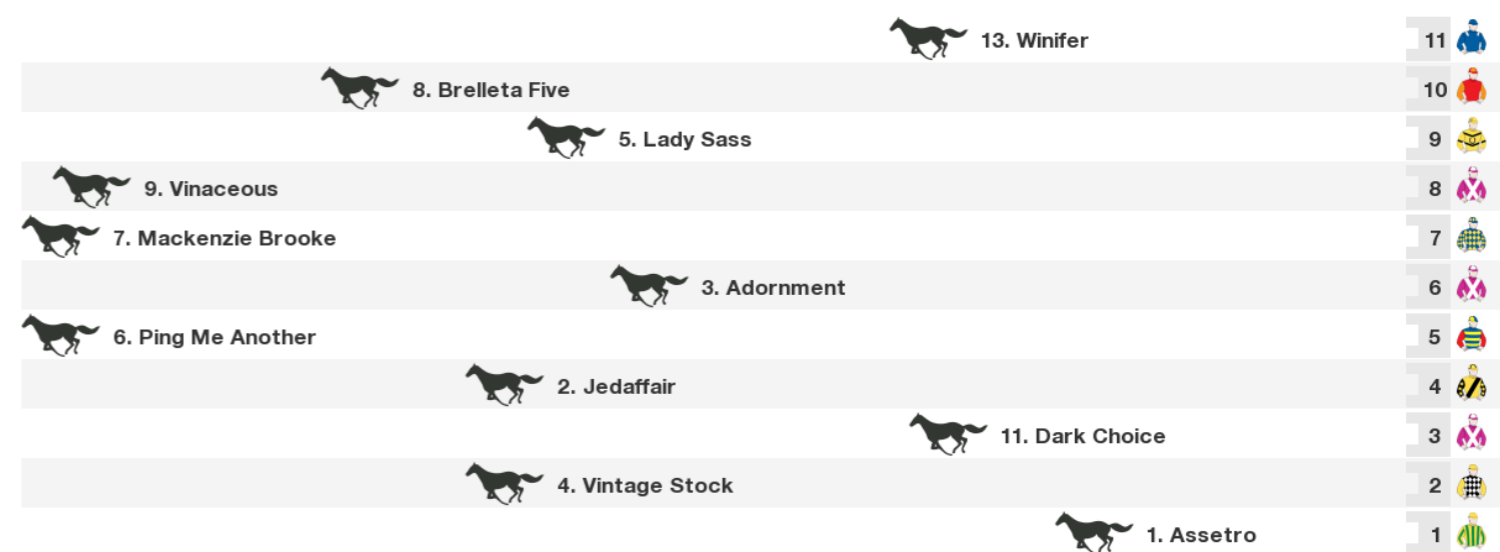 13. Winifer 11
8. Brelleta Five 10
5. Lady Sass 9
9. Vinaceous 8
7. Mackenzie Brooke 7
3. Adornment 6
6. Ping Me Another 5
2. Jedaffair 4
11. Dark Choice 3
4. Vintage Stock 2
1. Assetro 1